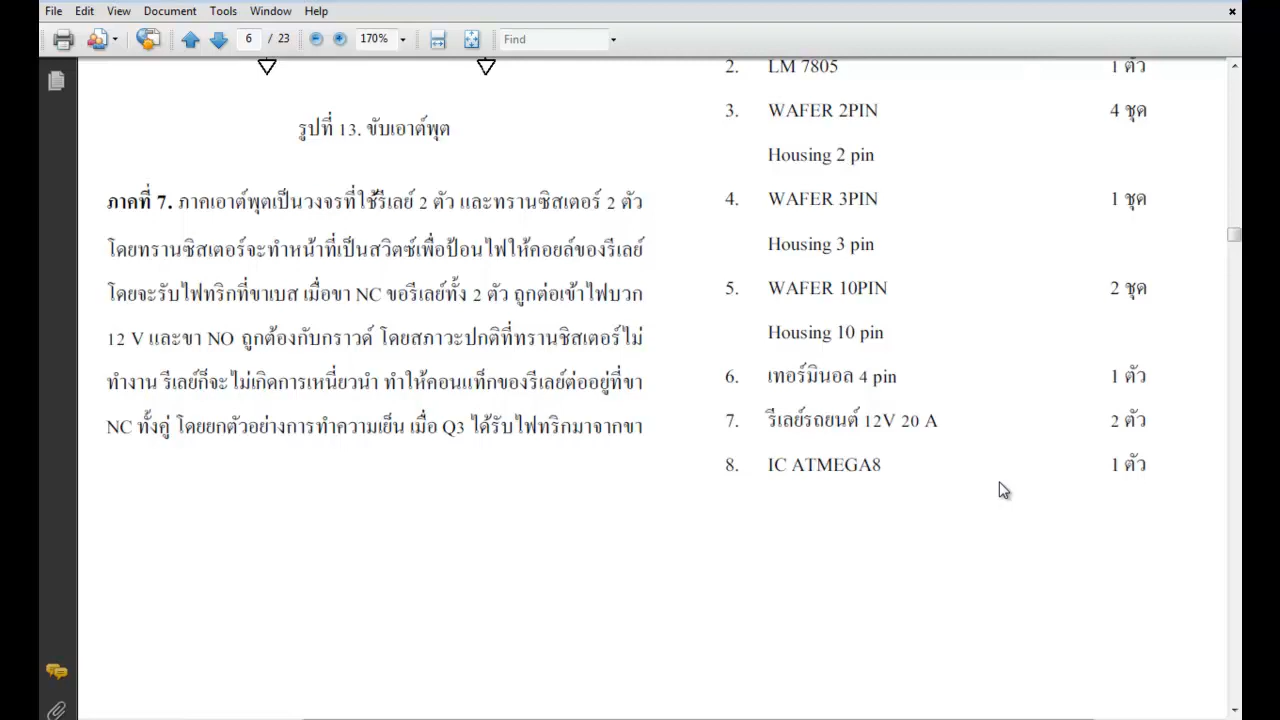 File Edit View Document Tools Window Help
6 / 23 170% Find
รูปที่ 13. ขับเอาต์พุต
ภาคที่ 7. ภาคเอาต์พุตเป็นวงจรที่ใช้รีเลย์ 2 ตัว และทรานซิสเตอร์ 2 ตัว
โดยทรานซิสเตอร์จะทำหน้าที่เป็นสวิตซ์เพื่อป้อนไฟให้คอยล์ของรีเลย์
โดยจะรับไฟทริกที่ขาเบส เมื่อขา NC ขอรีเลย์ทั้ง 2 ตัว ถูกต่อเข้าไฟบวก
12 V และขา NO ถูกต้องกับกราวด์ โดยสภาวะปกติที่ทรานซิสเตอร์ไม่
ทำงาน รีเลย์ก็จะไม่เกิดการเหนี่ยวนำ ทำให้คอนแท็กของรีเลย์ต่ออยู่ที่ขา
NC ทั้งคู่ โดยยกตัวอย่างการทำความเย็น เมื่อ Q3 ได้รับไฟทริกมาจากขา
2. LM 7805 1 ตัว
3. WAFER 2PIN 4 ชุด
Housing 2 pin
4. WAFER 3PIN 1 ชุด
Housing 3 pin
5. WAFER 10PIN 2 ชุด
Housing 10 pin
6. เทอร์มินอล 4 pin 1 ตัว
7. รีเลย์รถยนต์ 12V 20 A 2 ตัว
8. IC ATMEGA8 1 ตัว